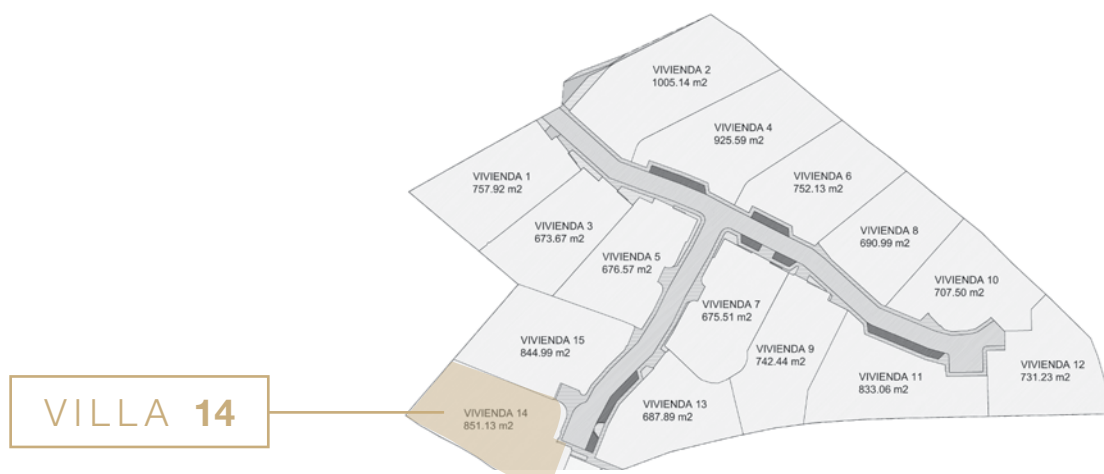 VIVIENDA 2
1005.14 m2
VIVIENDA 4
925.59 m2
VIVIENDA 1
757.92 m2
VIVIENDA 6
752.13 m2
VIVIENDA 3
673.67 m2
VIVIENDA 8
690.99 m2
VIVIENDA 5
676.57 m2
VIVIENDA 10
707.50 m2
VIVIENDA 7
675.51 m2
VIVIENDA 15
844.99 m2
VIVIENDA 9
742.44 m2
VIVIENDA 12
731.23 m2
VIVIENDA 11
833.06 m2
VIVIENDA 13
687.89 m2
VILLA 14
VIVIENDA 14
851.13 m2